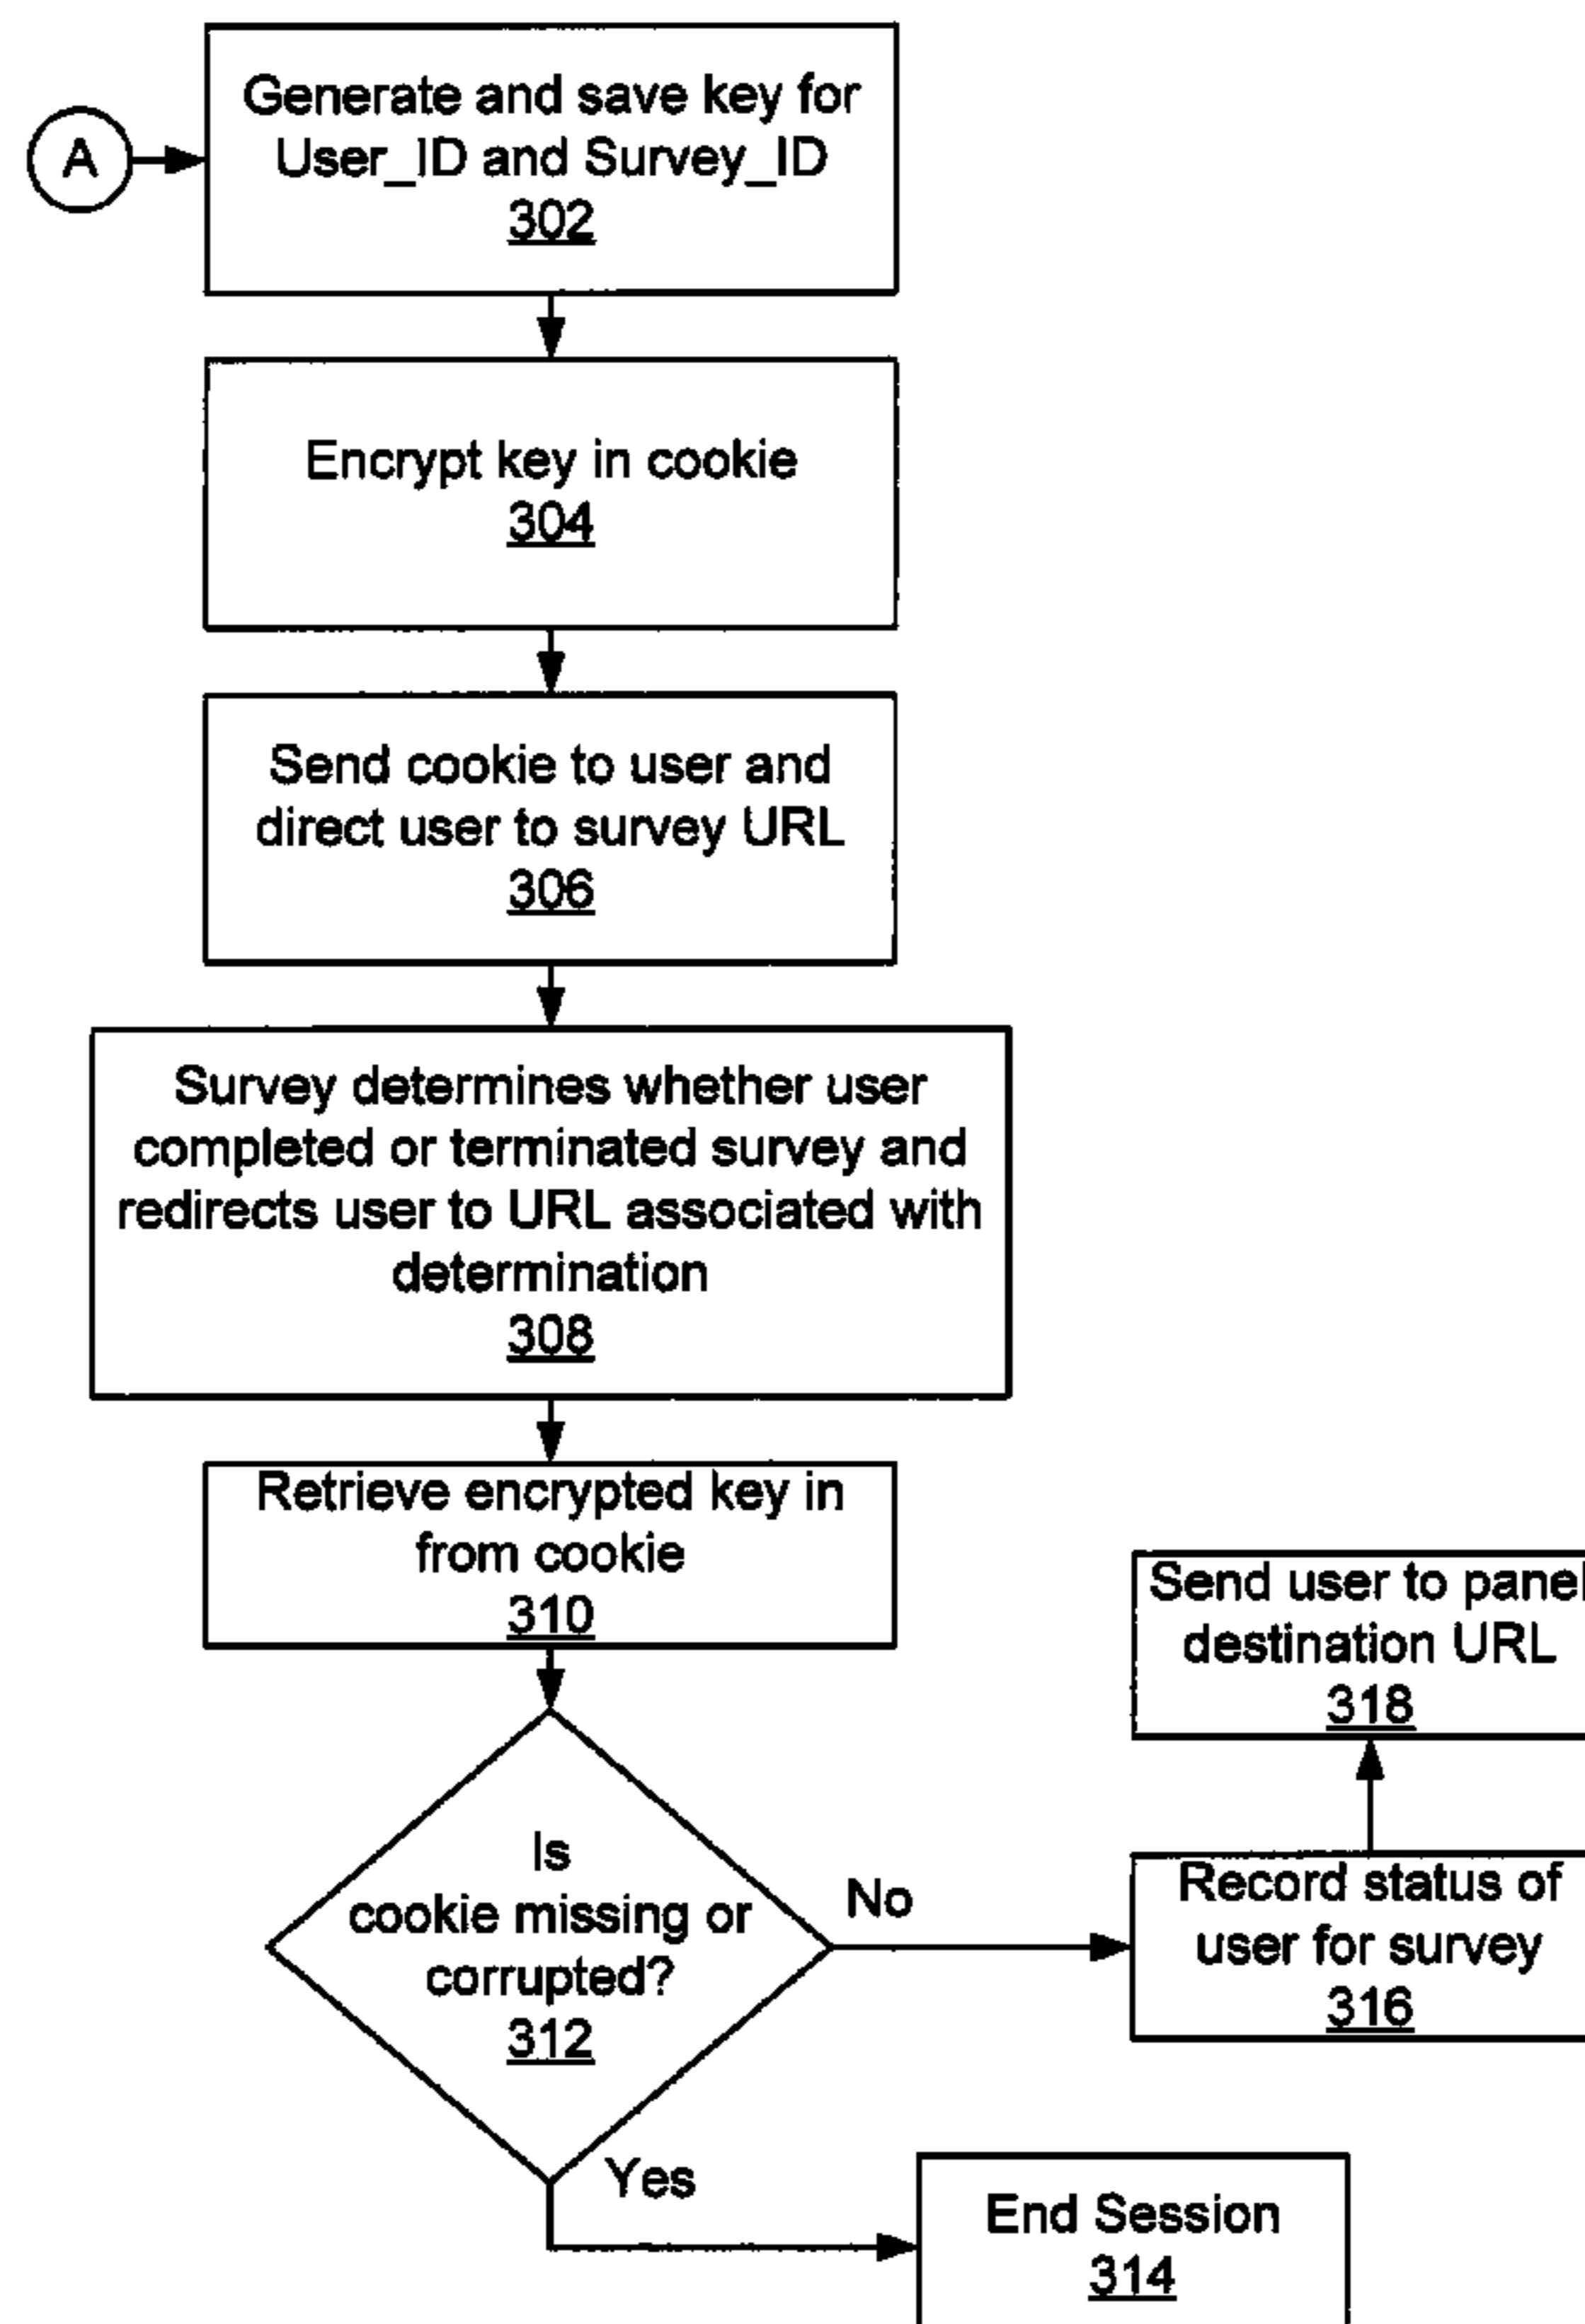 A
Generate and save key for
User_ID and Survey_ID
302
Encrypt key in cookie
304
Send cookie to user and
direct user to survey URL
306
Survey determines whether user
completed or terminated survey and
redirects user to URL associated with
determination
308
Retrieve encrypted key in
from cookie
310
Send user to panel
destination URL
318
Is
cookie missing or
corrupted?
312
No
Record status of
user for survey
316
Yes
End Session
314